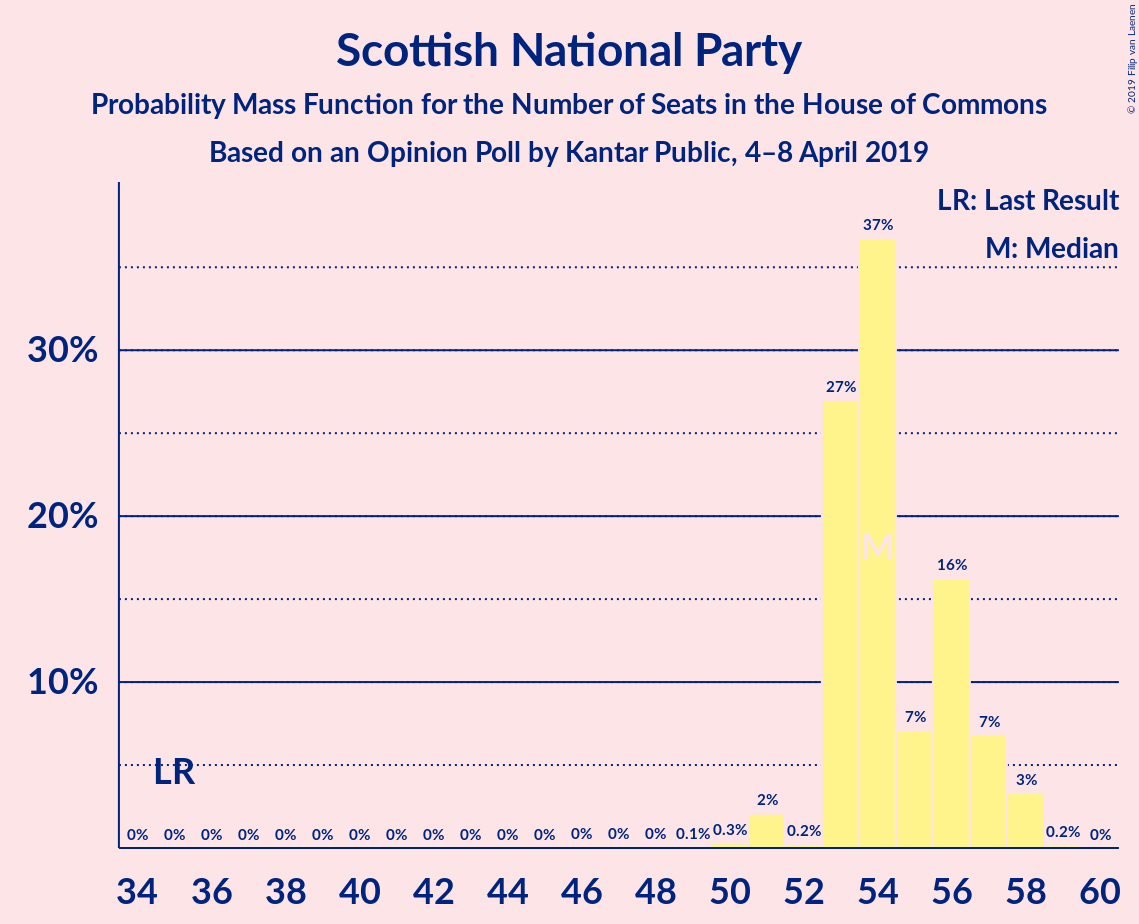 Scottish National Party
Probability Mass Function for the Number of Seats in the House of Commons
Based on an Opinion Poll by Kantar Public, 4–8 April 2019
© 2019 Filip van Laenen
LR: Last Result
M: Median
37%
30%
27%
20%
M
16%
10%
7%
7%
LR
3%
2%
0% 0% 0% 0% 0% 0% 0% 0% 0% 0% 0% 0% 0% 0% 0% 0.1% 0.3% 0.2% 0.2% 0%
34 36 38 40 42 44 46 48 50 52 54 56 58 60